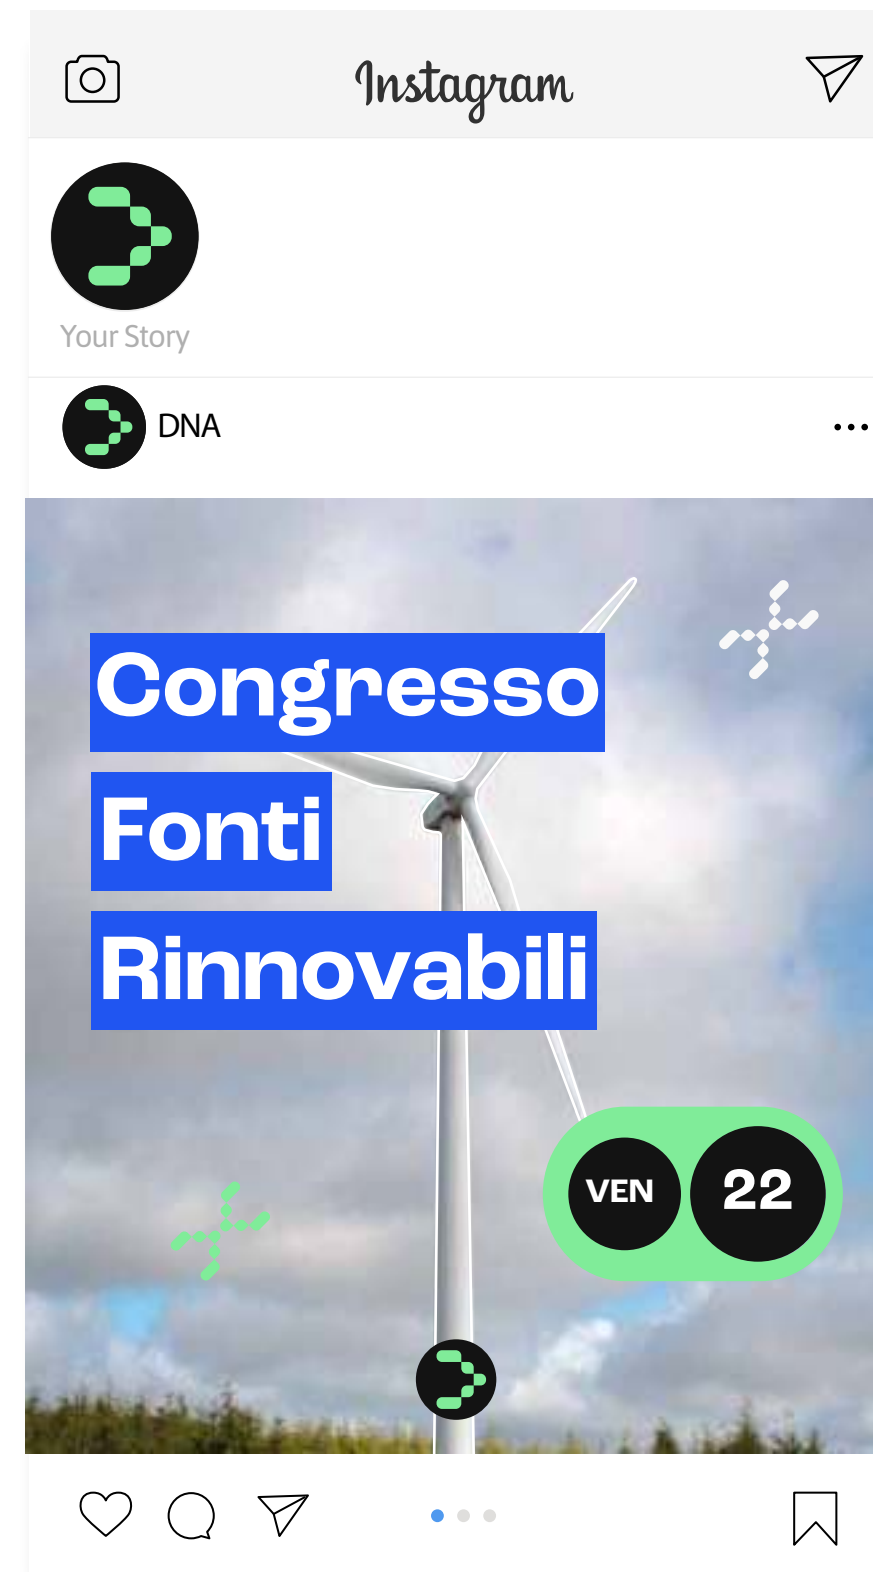 Instagram
Your Story
DNA
Congresso
Fonti
Rinnovabili
VEN 22